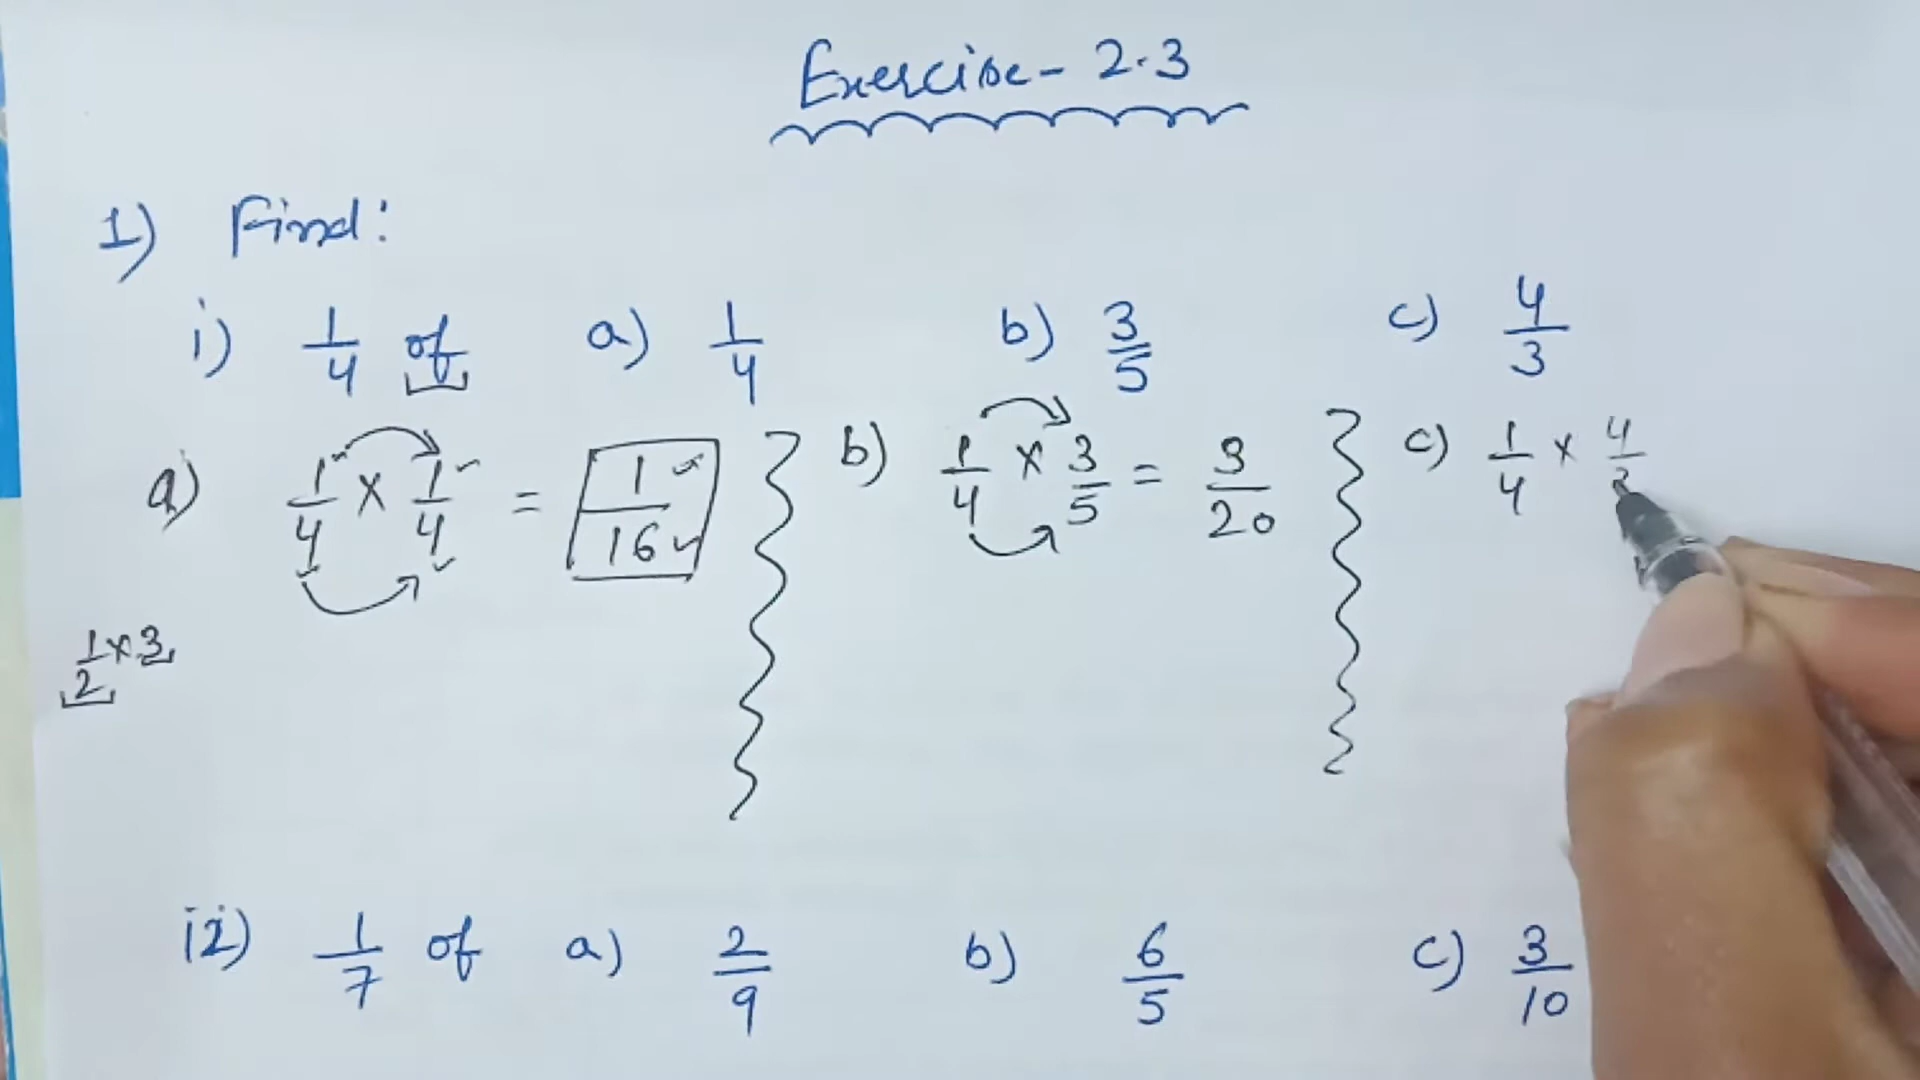 Exercise - 2.3
1) Find:
i) 1/4 of a) 1/4 b) 3/5 c) 4/3
a) 1/4 × 1/4 = 1/16 b) 1/4 × 3/5 = 3/20 c) 1/4 × 4/3
1/2 × 3
ii) 1/7 of a) 2/9 b) 6/5 c) 3/10